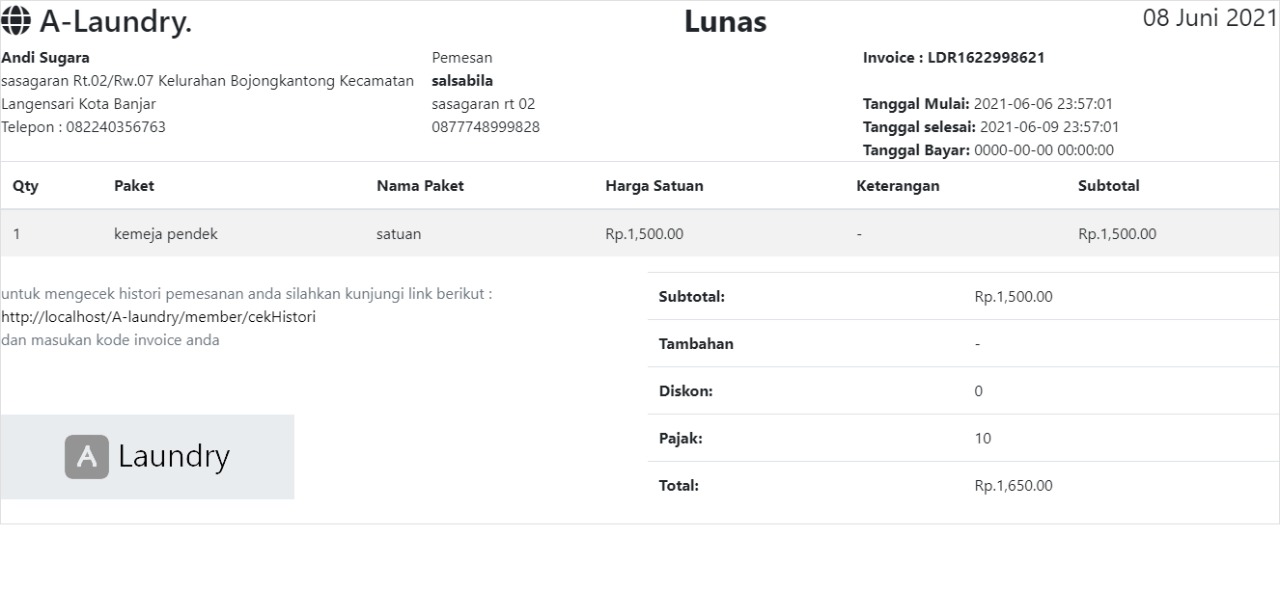 A-Laundry.
Lunas
08 Juni 2021
Andi Sugara
sasagaran Rt.02/Rw.07 Kelurahan Bojongkantong Kecamatan
Langensari Kota Banjar
Telepon : 082240356763
Pemesan
salsabila
sasagaran rt 02
0877748999828
Invoice : LDR1622998621
Tanggal Mulai: 2021-06-06 23:57:01
Tanggal selesai: 2021-06-09 23:57:01
Tanggal Bayar: 0000-00-00 00:00:00
Qty Paket Nama Paket Harga Satuan Keterangan Subtotal
1 kemeja pendek satuan Rp.1,500.00 - Rp.1,500.00
untuk mengecek histori pemesanan anda silahkan kunjungi link berikut :
http://localhost/A-laundry/member/cekHistori
dan masukan kode invoice anda
A Laundry
Subtotal: Rp.1,500.00
Tambahan -
Diskon: 0
Pajak: 10
Total: Rp.1,650.00